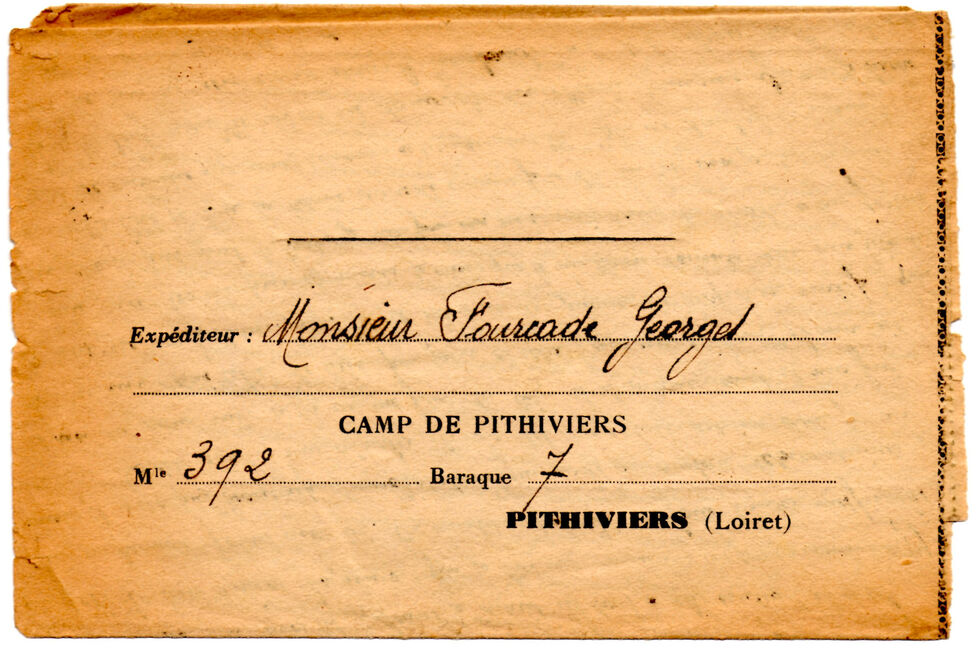 Expéditeur : Monsieur Fourcade Georges
CAMP DE PITHIVIERS
Mle 392 Baraque 7
PITHIVIERS (Loiret)